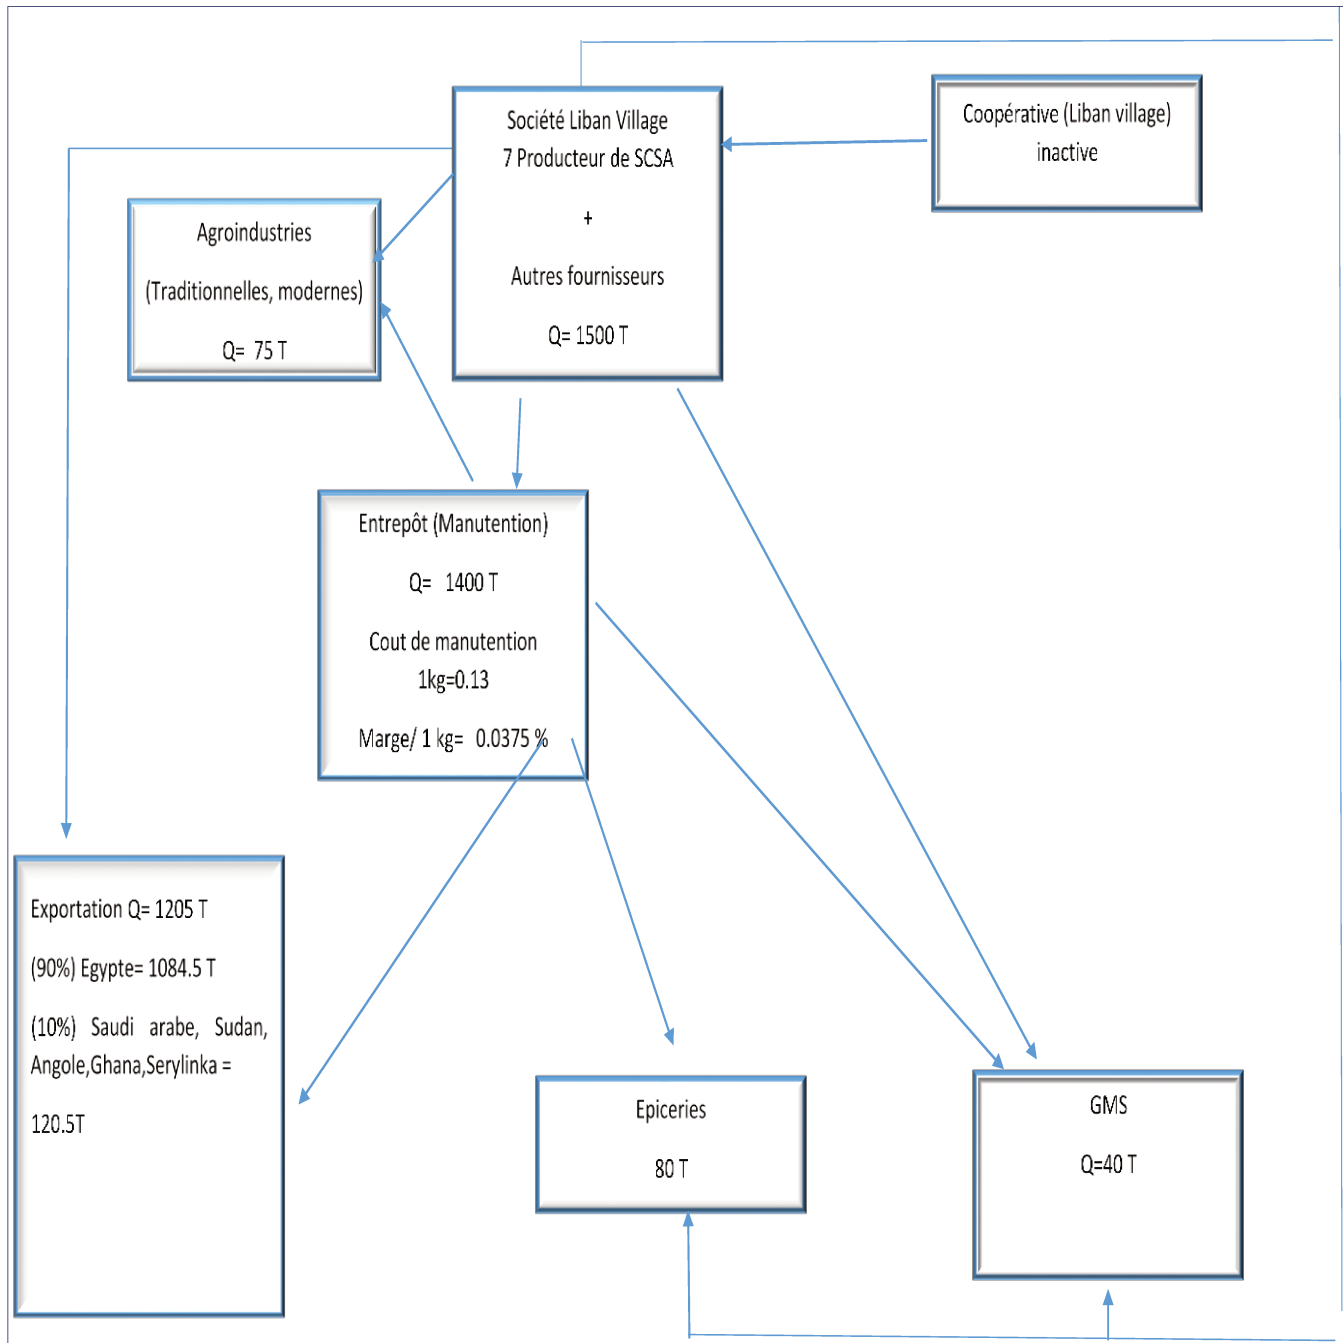 Société Liban Village
7 Producteur de SCSA
+
Autres fournisseurs
Q= 1500 T
Coopérative (Liban village)
inactive
Agroindustries
(Traditionnelles, modernes)
Q= 75 T
Entrepôt (Manutention)
Q= 1400 T
Cout de manutention
1kg=0.13
Marge/ 1 kg= 0.0375 %
Exportation Q= 1205 T
(90%) Egypte= 1084.5 T
(10%) Saudi arabe, Sudan,
Angole,Ghana,Serylinka =
120.5T
Epiceries
80 T
GMS
Q=40 T